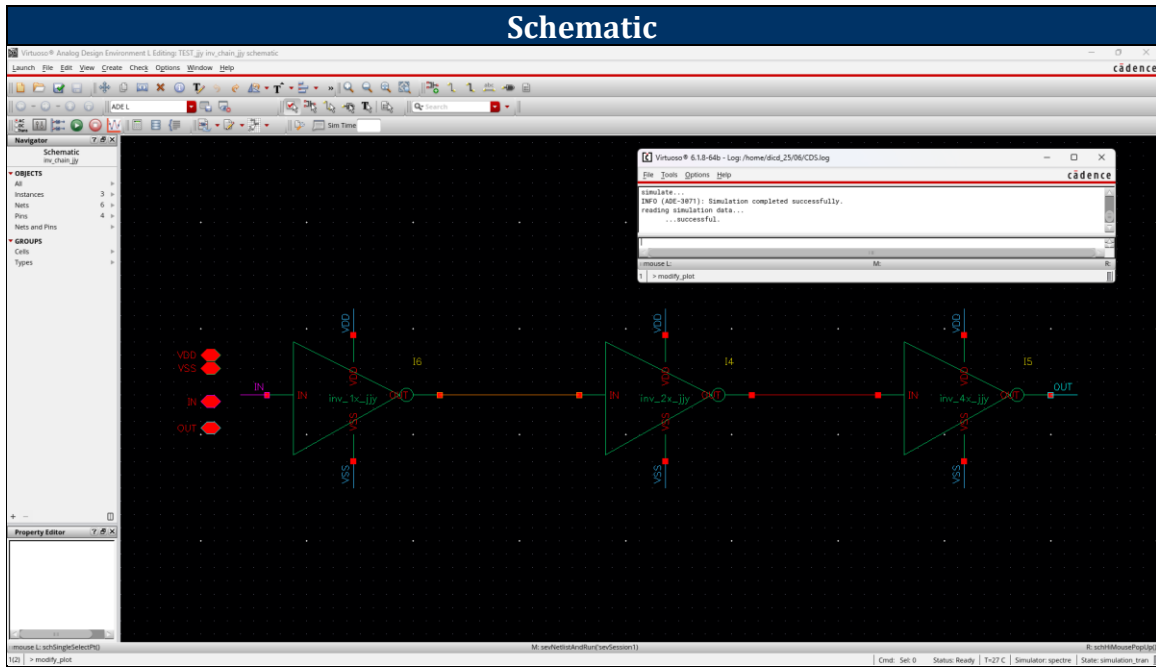 Schematic
Virtuoso® Analog Design Environment L Editing: TEST_jjy inv_chain_jjy schematic
Launch File Edit View Create Check Options Window Help
cādence
ADE L
Search
Sim Time
Navigator
Schematic
inv_chain_jjy
OBJECTS
All
Instances 3
Nets 6
Pins 4
Nets and Pins
GROUPS
Cells
Types
Property Editor
Virtuoso® 6.1.8-64b - Log: /home/dicd_25/06/CDS.log
File Tools Options Help
cādence
simulate...
INFO (ADE-3071): Simulation completed successfully.
reading simulation data...
...successful.
mouse L: M: R:
1 > modify_plot
VDD VDD VDD
I6 I4 I5
VDD VDD VDD VDD
VSS
IN IN inv_1x_jjy OUT IN inv_2x_jjy OUT IN inv_4x_jjy OUT OUT
IN
OUT
VSS VSS VSS
VSS VSS VSS
mouse L: schSingleSelectPt() M: sevNetlistAndRun('sevSession1) R: schHiMousePopUp()
1(2) > modify_plot Cmd: Sel: 0 Status: Ready T=27 C Simulator: spectre State: simulation_tran